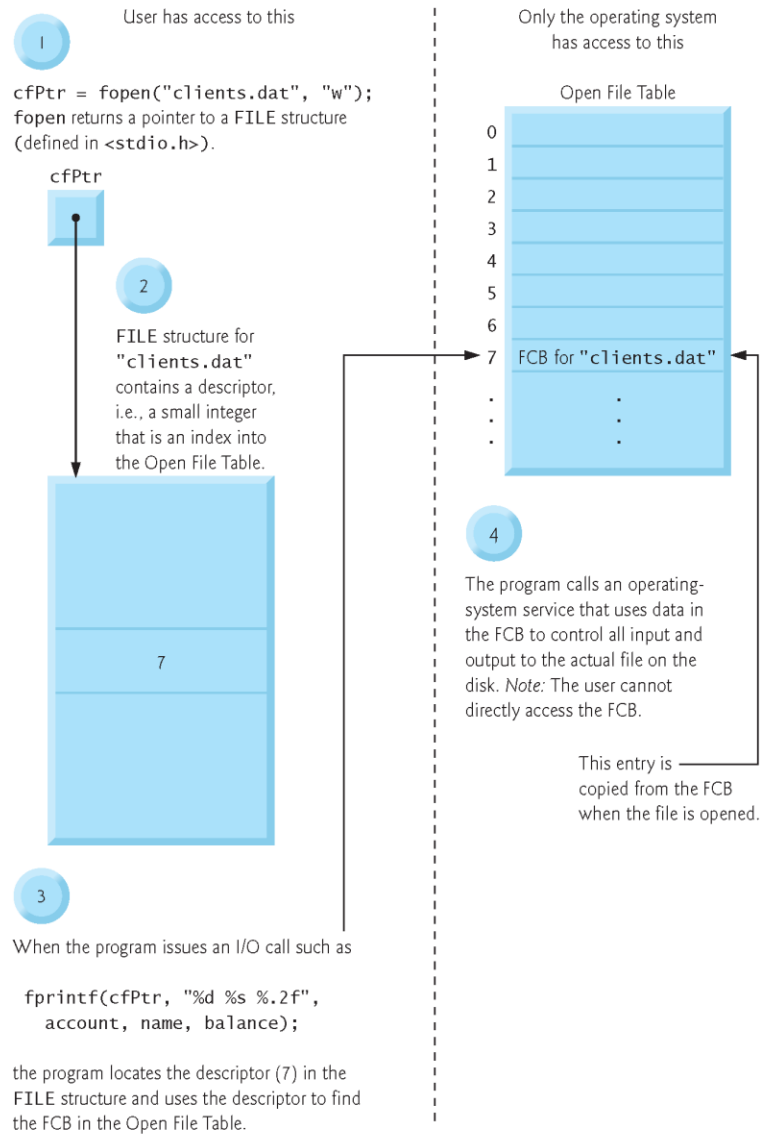 User has access to this
1
cfPtr = fopen("clients.dat", "w");
fopen returns a pointer to a FILE structure
(defined in <stdio.h>).
cfPtr
2
FILE structure for
"clients.dat"
contains a descriptor,
i.e., a small integer
that is an index into
the Open File Table.
7
3
When the program issues an I/O call such as
fprintf(cfPtr, "%d %s %.2f",
account, name, balance);
the program locates the descriptor (7) in the
FILE structure and uses the descriptor to find
the FCB in the Open File Table.
Only the operating system
has access to this
Open File Table
0
1
2
3
4
5
6
7 FCB for "clients.dat"
. .
. .
. .
4
The program calls an operating-
system service that uses data in
the FCB to control all input and
output to the actual file on the
disk. Note: The user cannot
directly access the FCB.
This entry is
copied from the FCB
when the file is opened.